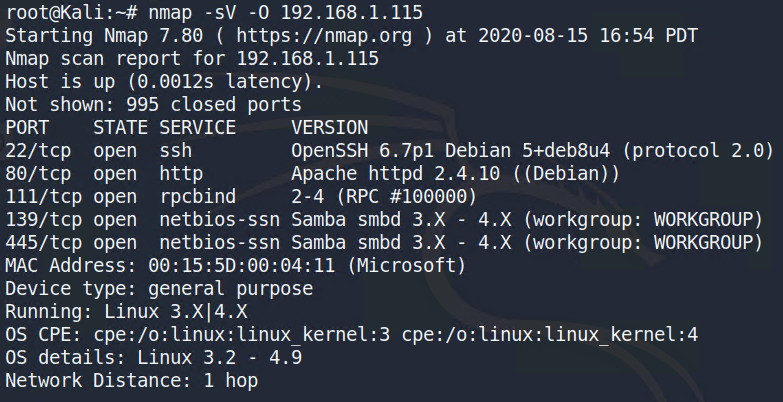 root@Kali:~# nmap -sV -O 192.168.1.115
Starting Nmap 7.80 ( https://nmap.org ) at 2020-08-15 16:54 PDT
Nmap scan report for 192.168.1.115
Host is up (0.0012s latency).
Not shown: 995 closed ports
PORT    STATE SERVICE     VERSION
22/tcp  open  ssh         OpenSSH 6.7p1 Debian 5+deb8u4 (protocol 2.0)
80/tcp  open  http        Apache httpd 2.4.10 ((Debian))
111/tcp open  rpcbind     2-4 (RPC #100000)
139/tcp open  netbios-ssn Samba smbd 3.X - 4.X (workgroup: WORKGROUP)
445/tcp open  netbios-ssn Samba smbd 3.X - 4.X (workgroup: WORKGROUP)
MAC Address: 00:15:5D:00:04:11 (Microsoft)
Device type: general purpose
Running: Linux 3.X|4.X
OS CPE: cpe:/o:linux:linux_kernel:3 cpe:/o:linux:linux_kernel:4
OS details: Linux 3.2 - 4.9
Network Distance: 1 hop